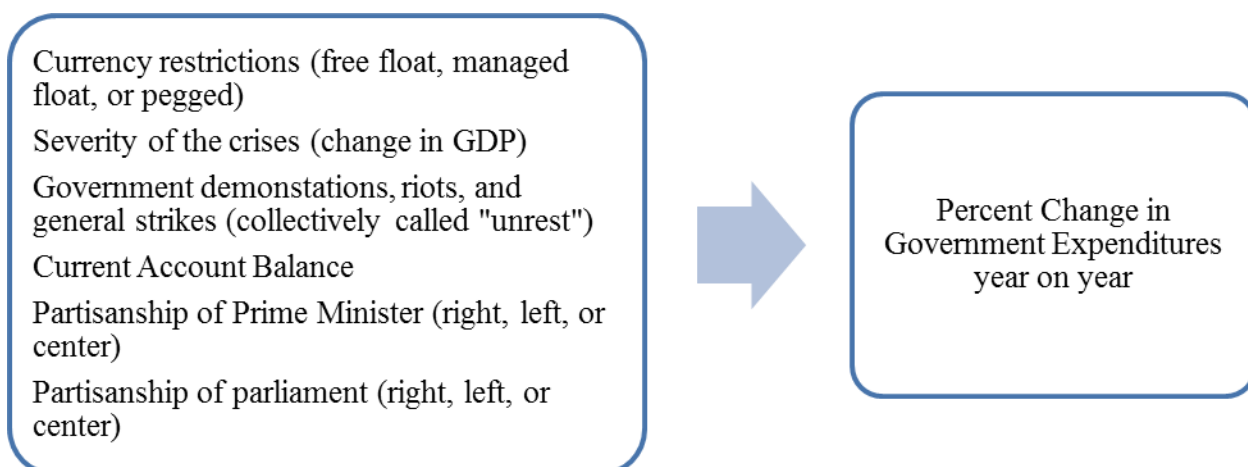 Currency restrictions (free float, managed
float, or pegged)
Severity of the crises (change in GDP)
Government demonstations, riots, and
general strikes (collectively called "unrest")
Current Account Balance
Partisanship of Prime Minister (right, left, or
center)
Partisanship of parliament (right, left, or
center)
Percent Change in
Government Expenditures
year on year